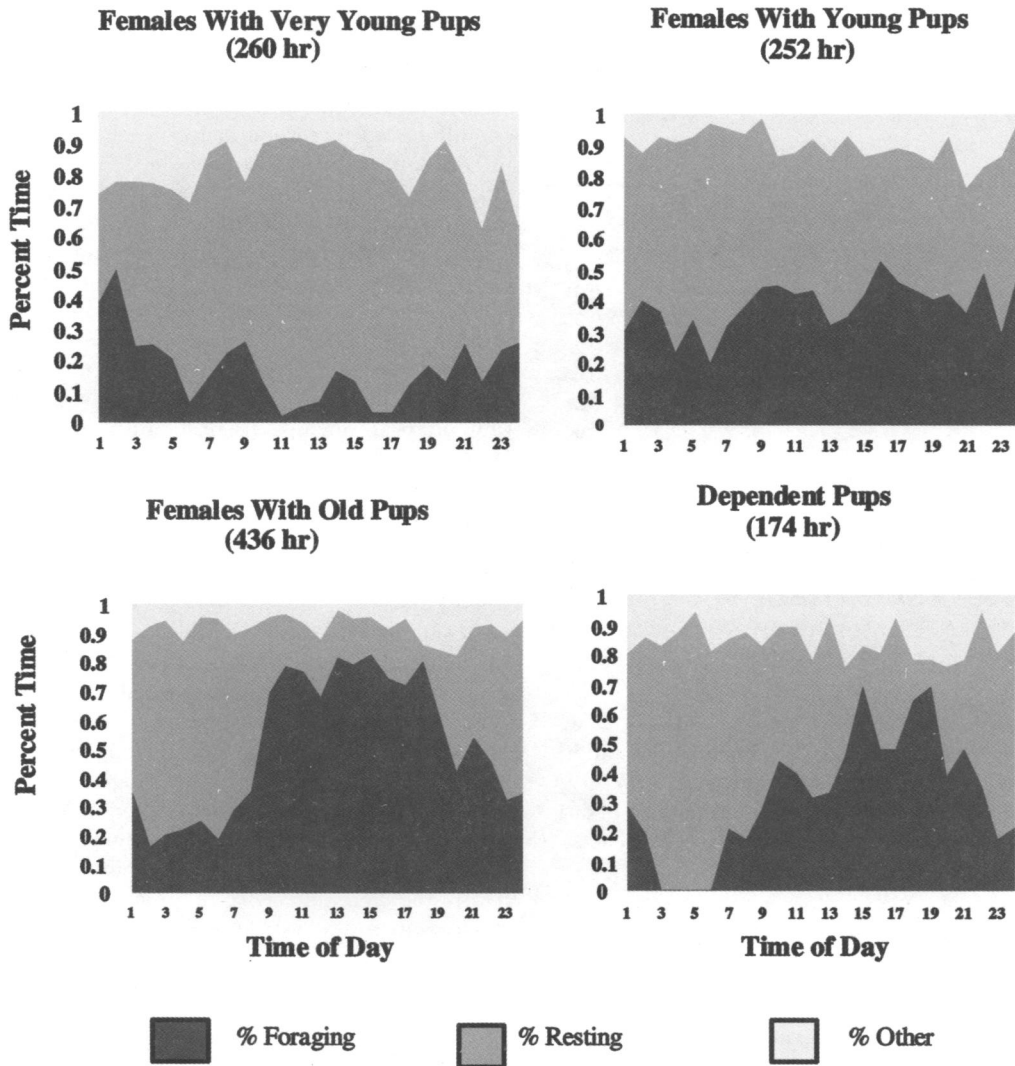 Females With Very Young Pups
(260 hr)
Females With Young Pups
(252 hr)
Percent Time
1
0.9
0.8
0.7
0.6
0.5
0.4
0.3
0.2
0.1
0
1 3 5 7 9 11 13 15 17 19 21 23
1
0.9
0.8
0.7
0.6
0.5
0.4
0.3
0.2
0.1
0
1 3 5 7 9 11 13 15 17 19 21 23
Females With Old Pups
(436 hr)
Dependent Pups
(174 hr)
Percent Time
1
0.9
0.8
0.7
0.6
0.5
0.4
0.3
0.2
0.1
0
1 3 5 7 9 11 13 15 17 19 21 23
Time of Day
1
0.9
0.8
0.7
0.6
0.5
0.4
0.3
0.2
0.1
0
1 3 5 7 9 11 13 15 17 19 21 23
Time of Day
% Foraging
% Resting
% Other